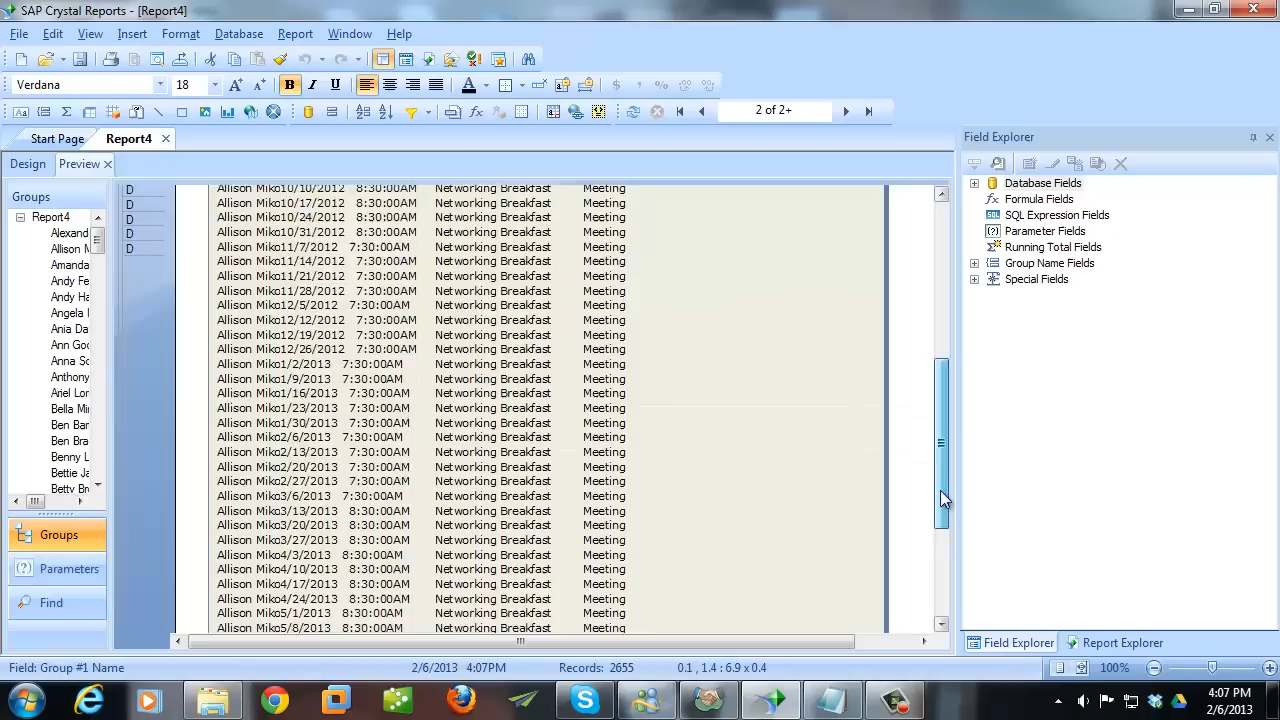 SAP Crystal Reports - [Report4]
File Edit View Insert Format Database Report Window Help
Verdana 18 B I U A $ ,
2 of 2+
Start Page Report4
Design Preview
Groups
Report4
Alexand
Allison M
Amanda
Andy Fe
Andy Ha
Angela
Ania Da
Ann Goo
Anna Sc
Anthony
Ariel Lor
Bella Mi
Ben Bar
Ben Bra
Bernie L
Bettie Ja
Betty Br
Groups
Parameters
Find
D
D
D
D
D
Allison Miko10/10/2012 8:30:00AM Networking Breakfast Meeting
Allison Miko10/17/2012 8:30:00AM Networking Breakfast Meeting
Allison Miko10/24/2012 8:30:00AM Networking Breakfast Meeting
Allison Miko10/31/2012 8:30:00AM Networking Breakfast Meeting
Allison Miko11/7/2012 7:30:00AM Networking Breakfast Meeting
Allison Miko11/14/2012 7:30:00AM Networking Breakfast Meeting
Allison Miko11/21/2012 7:30:00AM Networking Breakfast Meeting
Allison Miko11/28/2012 7:30:00AM Networking Breakfast Meeting
Allison Miko12/5/2012 7:30:00AM Networking Breakfast Meeting
Allison Miko12/12/2012 7:30:00AM Networking Breakfast Meeting
Allison Miko12/19/2012 7:30:00AM Networking Breakfast Meeting
Allison Miko12/26/2012 7:30:00AM Networking Breakfast Meeting
Allison Miko1/2/2013 7:30:00AM Networking Breakfast Meeting
Allison Miko1/9/2013 7:30:00AM Networking Breakfast Meeting
Allison Miko1/16/2013 7:30:00AM Networking Breakfast Meeting
Allison Miko1/23/2013 7:30:00AM Networking Breakfast Meeting
Allison Miko1/30/2013 7:30:00AM Networking Breakfast Meeting
Allison Miko2/6/2013 7:30:00AM Networking Breakfast Meeting
Allison Miko2/13/2013 7:30:00AM Networking Breakfast Meeting
Allison Miko2/20/2013 7:30:00AM Networking Breakfast Meeting
Allison Miko2/27/2013 7:30:00AM Networking Breakfast Meeting
Allison Miko3/6/2013 7:30:00AM Networking Breakfast Meeting
Allison Miko3/13/2013 8:30:00AM Networking Breakfast Meeting
Allison Miko3/20/2013 8:30:00AM Networking Breakfast Meeting
Allison Miko3/27/2013 8:30:00AM Networking Breakfast Meeting
Allison Miko4/3/2013 8:30:00AM Networking Breakfast Meeting
Allison Miko4/10/2013 8:30:00AM Networking Breakfast Meeting
Allison Miko4/17/2013 8:30:00AM Networking Breakfast Meeting
Allison Miko4/24/2013 8:30:00AM Networking Breakfast Meeting
Allison Miko5/1/2013 8:30:00AM Networking Breakfast Meeting
Allison Miko5/8/2013 8:30:00AM Networking Breakfast Meeting
Field Explorer
Database Fields
Formula Fields
SQL Expression Fields
Parameter Fields
Running Total Fields
Group Name Fields
Special Fields
Field Explorer Report Explorer
Field: Group #1 Name 2/6/2013 4:07PM Records: 2655 0.1 , 1.4 : 6.9 x 0.4 100%
4:07 PM
2/6/2013